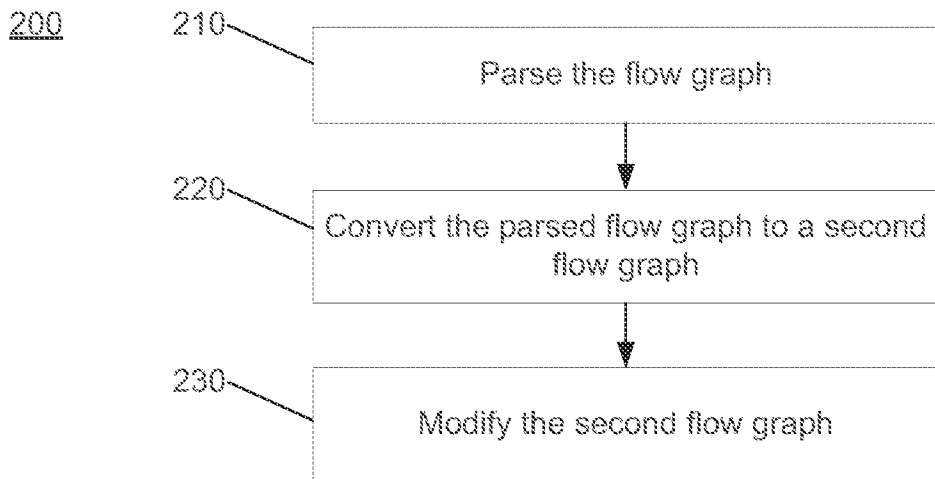 200
210
Parse the flow graph
220
Convert the parsed flow graph to a second
flow graph
230
Modify the second flow graph